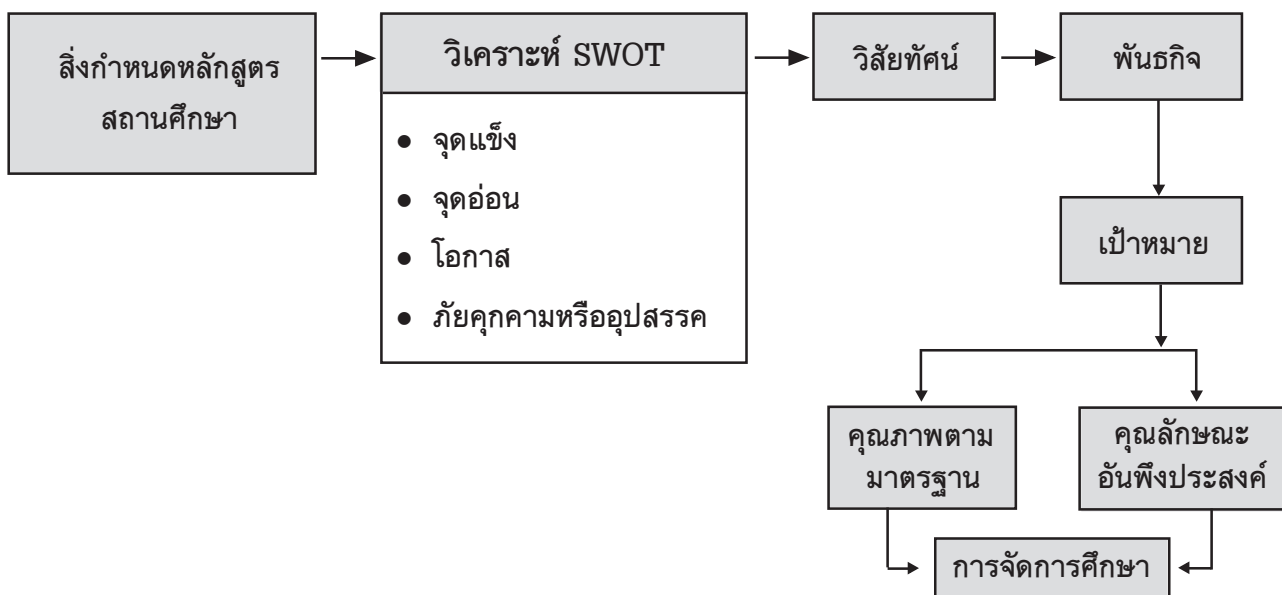 สิ่งกำหนดหลักสูตร
สถานศึกษา
วิเคราะห์ SWOT
● จุดแข็ง
● จุดอ่อน
● โอกาส
● ภัยคุกคามหรืออุปสรรค
วิสัยทัศน์
พันธกิจ
เป้าหมาย
คุณภาพตาม
มาตรฐาน
คุณลักษณะ
อันพึงประสงค์
การจัดการศึกษา